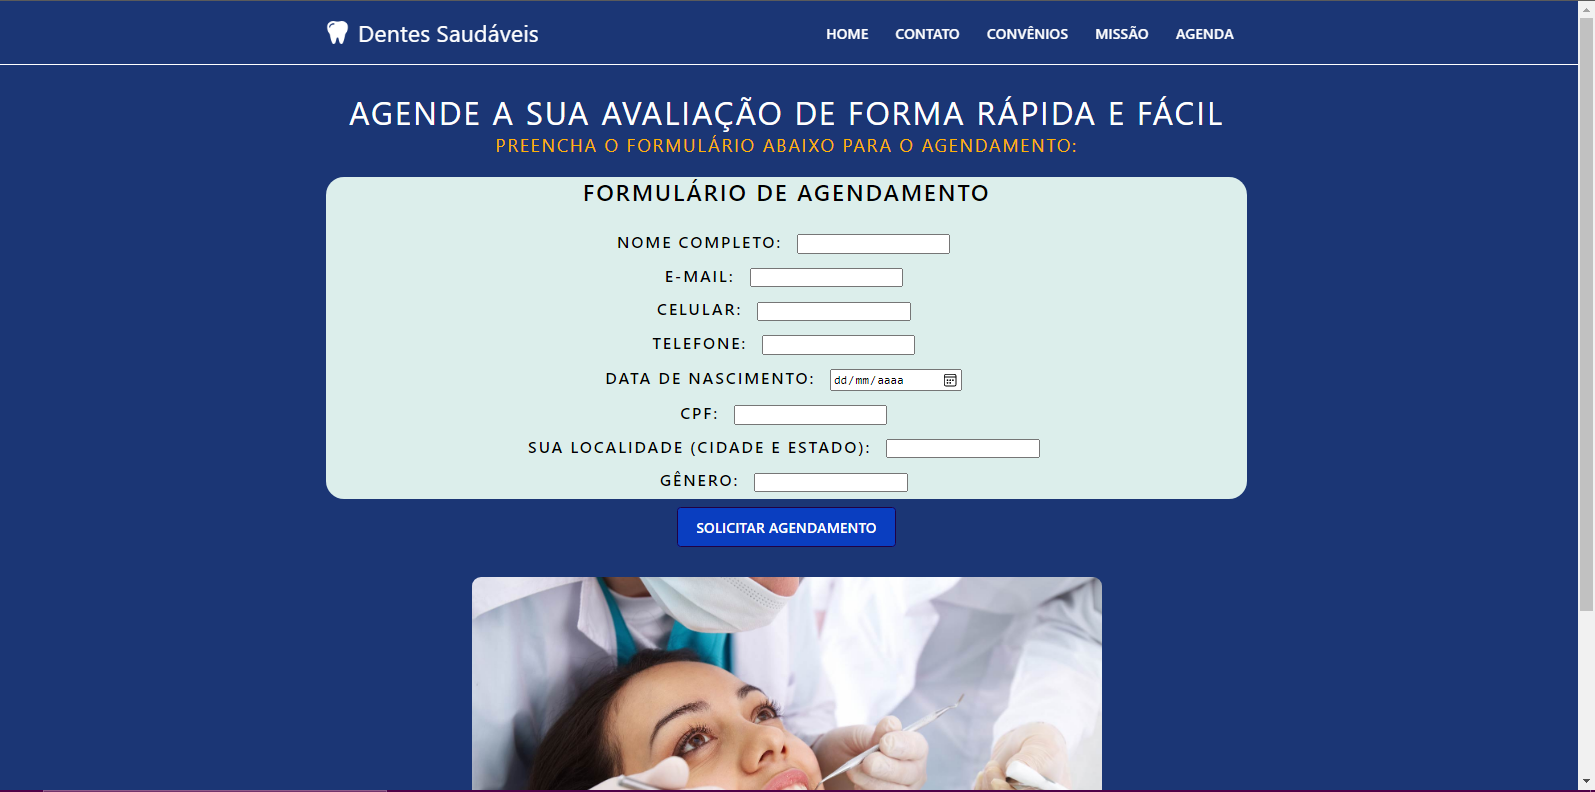 Dentes Saudáveis
HOME CONTATO CONVÊNIOS MISSÃO AGENDA
AGENDE A SUA AVALIAÇÃO DE FORMA RÁPIDA E FÁCIL
PREENCHA O FORMULÁRIO ABAIXO PARA O AGENDAMENTO:
FORMULÁRIO DE AGENDAMENTO
NOME COMPLETO:
E-MAIL:
CELULAR:
TELEFONE:
DATA DE NASCIMENTO: dd/mm/aaaa
CPF:
SUA LOCALIDADE (CIDADE E ESTADO):
GÊNERO:
SOLICITAR AGENDAMENTO